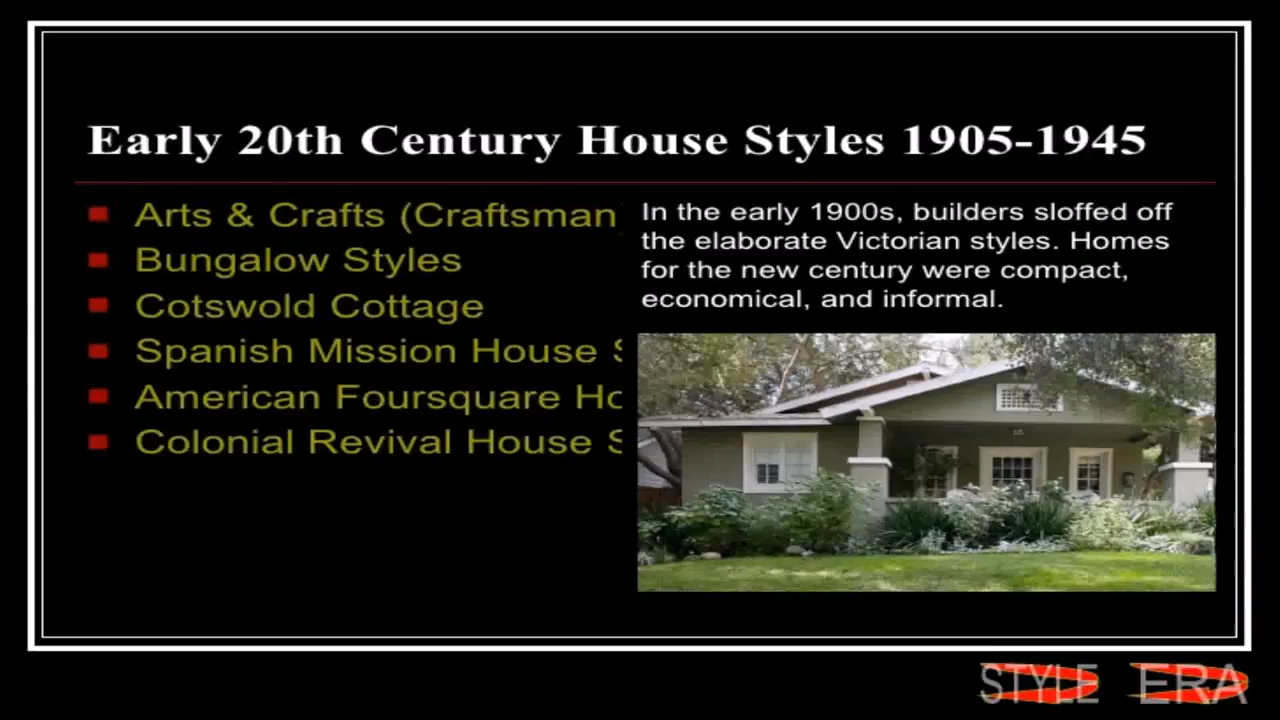 Early 20th Century House Styles 1905-1945
Arts & Crafts (Craftsman)
Bungalow Styles
Cotswold Cottage
Spanish Mission House S
American Foursquare Ho
Colonial Revival House S
In the early 1900s, builders sloffed off
the elaborate Victorian styles. Homes
for the new century were compact,
economical, and informal.
STYLE ERA